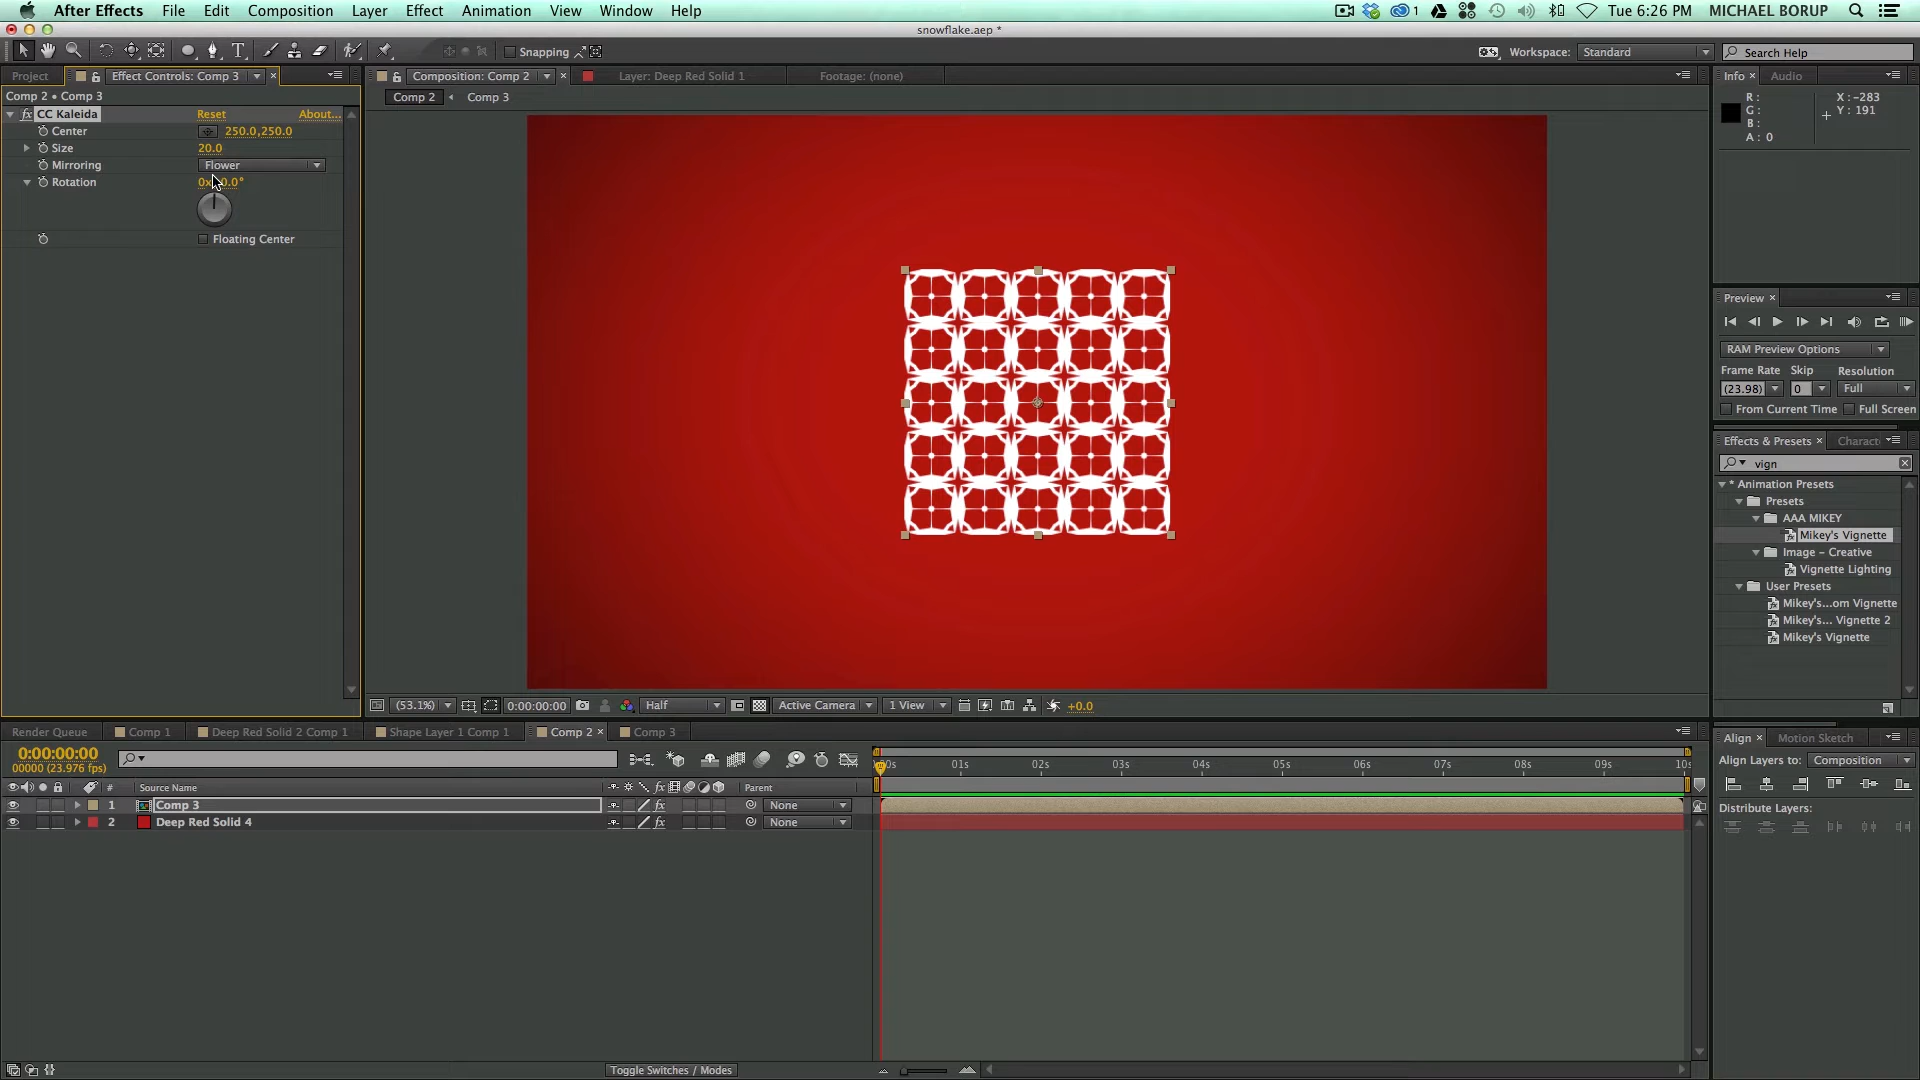 After Effects File Edit Composition Layer Effect Animation View Window Help 1 Tue 6:26 PM MICHAEL BORUP
snowflake.aep *
Snapping Workspace: Standard Search Help
Project Effect Controls: Comp 3 × Composition: Comp 2 × Layer: Deep Red Solid 1 Footage: (none) Info × Audio
Comp 2 • Comp 3 Comp 2 Comp 3
fx CC Kaleida Reset About...
Center 250.0,250.0
Size 20.0
Mirroring Flower
Rotation
Floating Center
R: X: -283
G: Y: 191
B:
A: 0
Preview ×
RAM Preview Options
Frame Rate Skip Resolution
(23.98) 0 Full
From Current Time Full Screen
Effects & Presets ×
vign
* Animation Presets
Presets
AAA MIKEY
Mikey's Vignette
Image - Creative
Vignette Lighting
User Presets
Mikey's...om Vignette
Mikey's... Vignette 2
Mikey's Vignette
(53.1%) 0:00:00:00 Half Active Camera 1 View +0.0
Render Queue Comp 1 Deep Red Solid 2 Comp 1 Shape Layer 1 Comp 1 Comp 2 × Comp 3
0:00:00:00
00000 (23.976 fps)
01s 02s 03s 04s 05s 06s 07s 08s 09s
# Source Name fx Parent
1 Comp 3 fx None
2 Deep Red Solid 4 fx None
Align × Motion Sketch
Align Layers to: Composition
Distribute Layers:
Toggle Switches / Modes